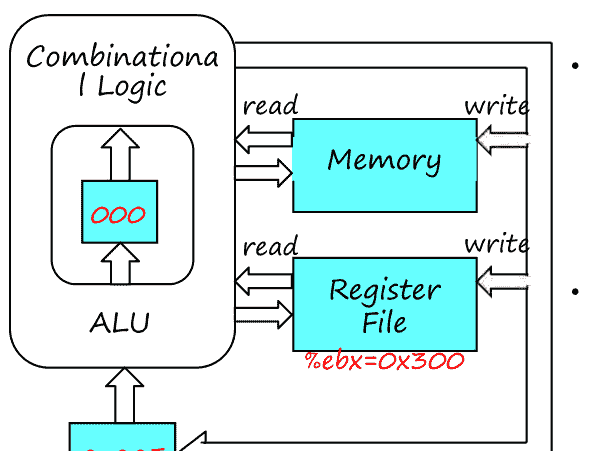 Combinationa
l Logic
read
write
Memory
000
read
write
Register
File
ALU
%ebx=0x300